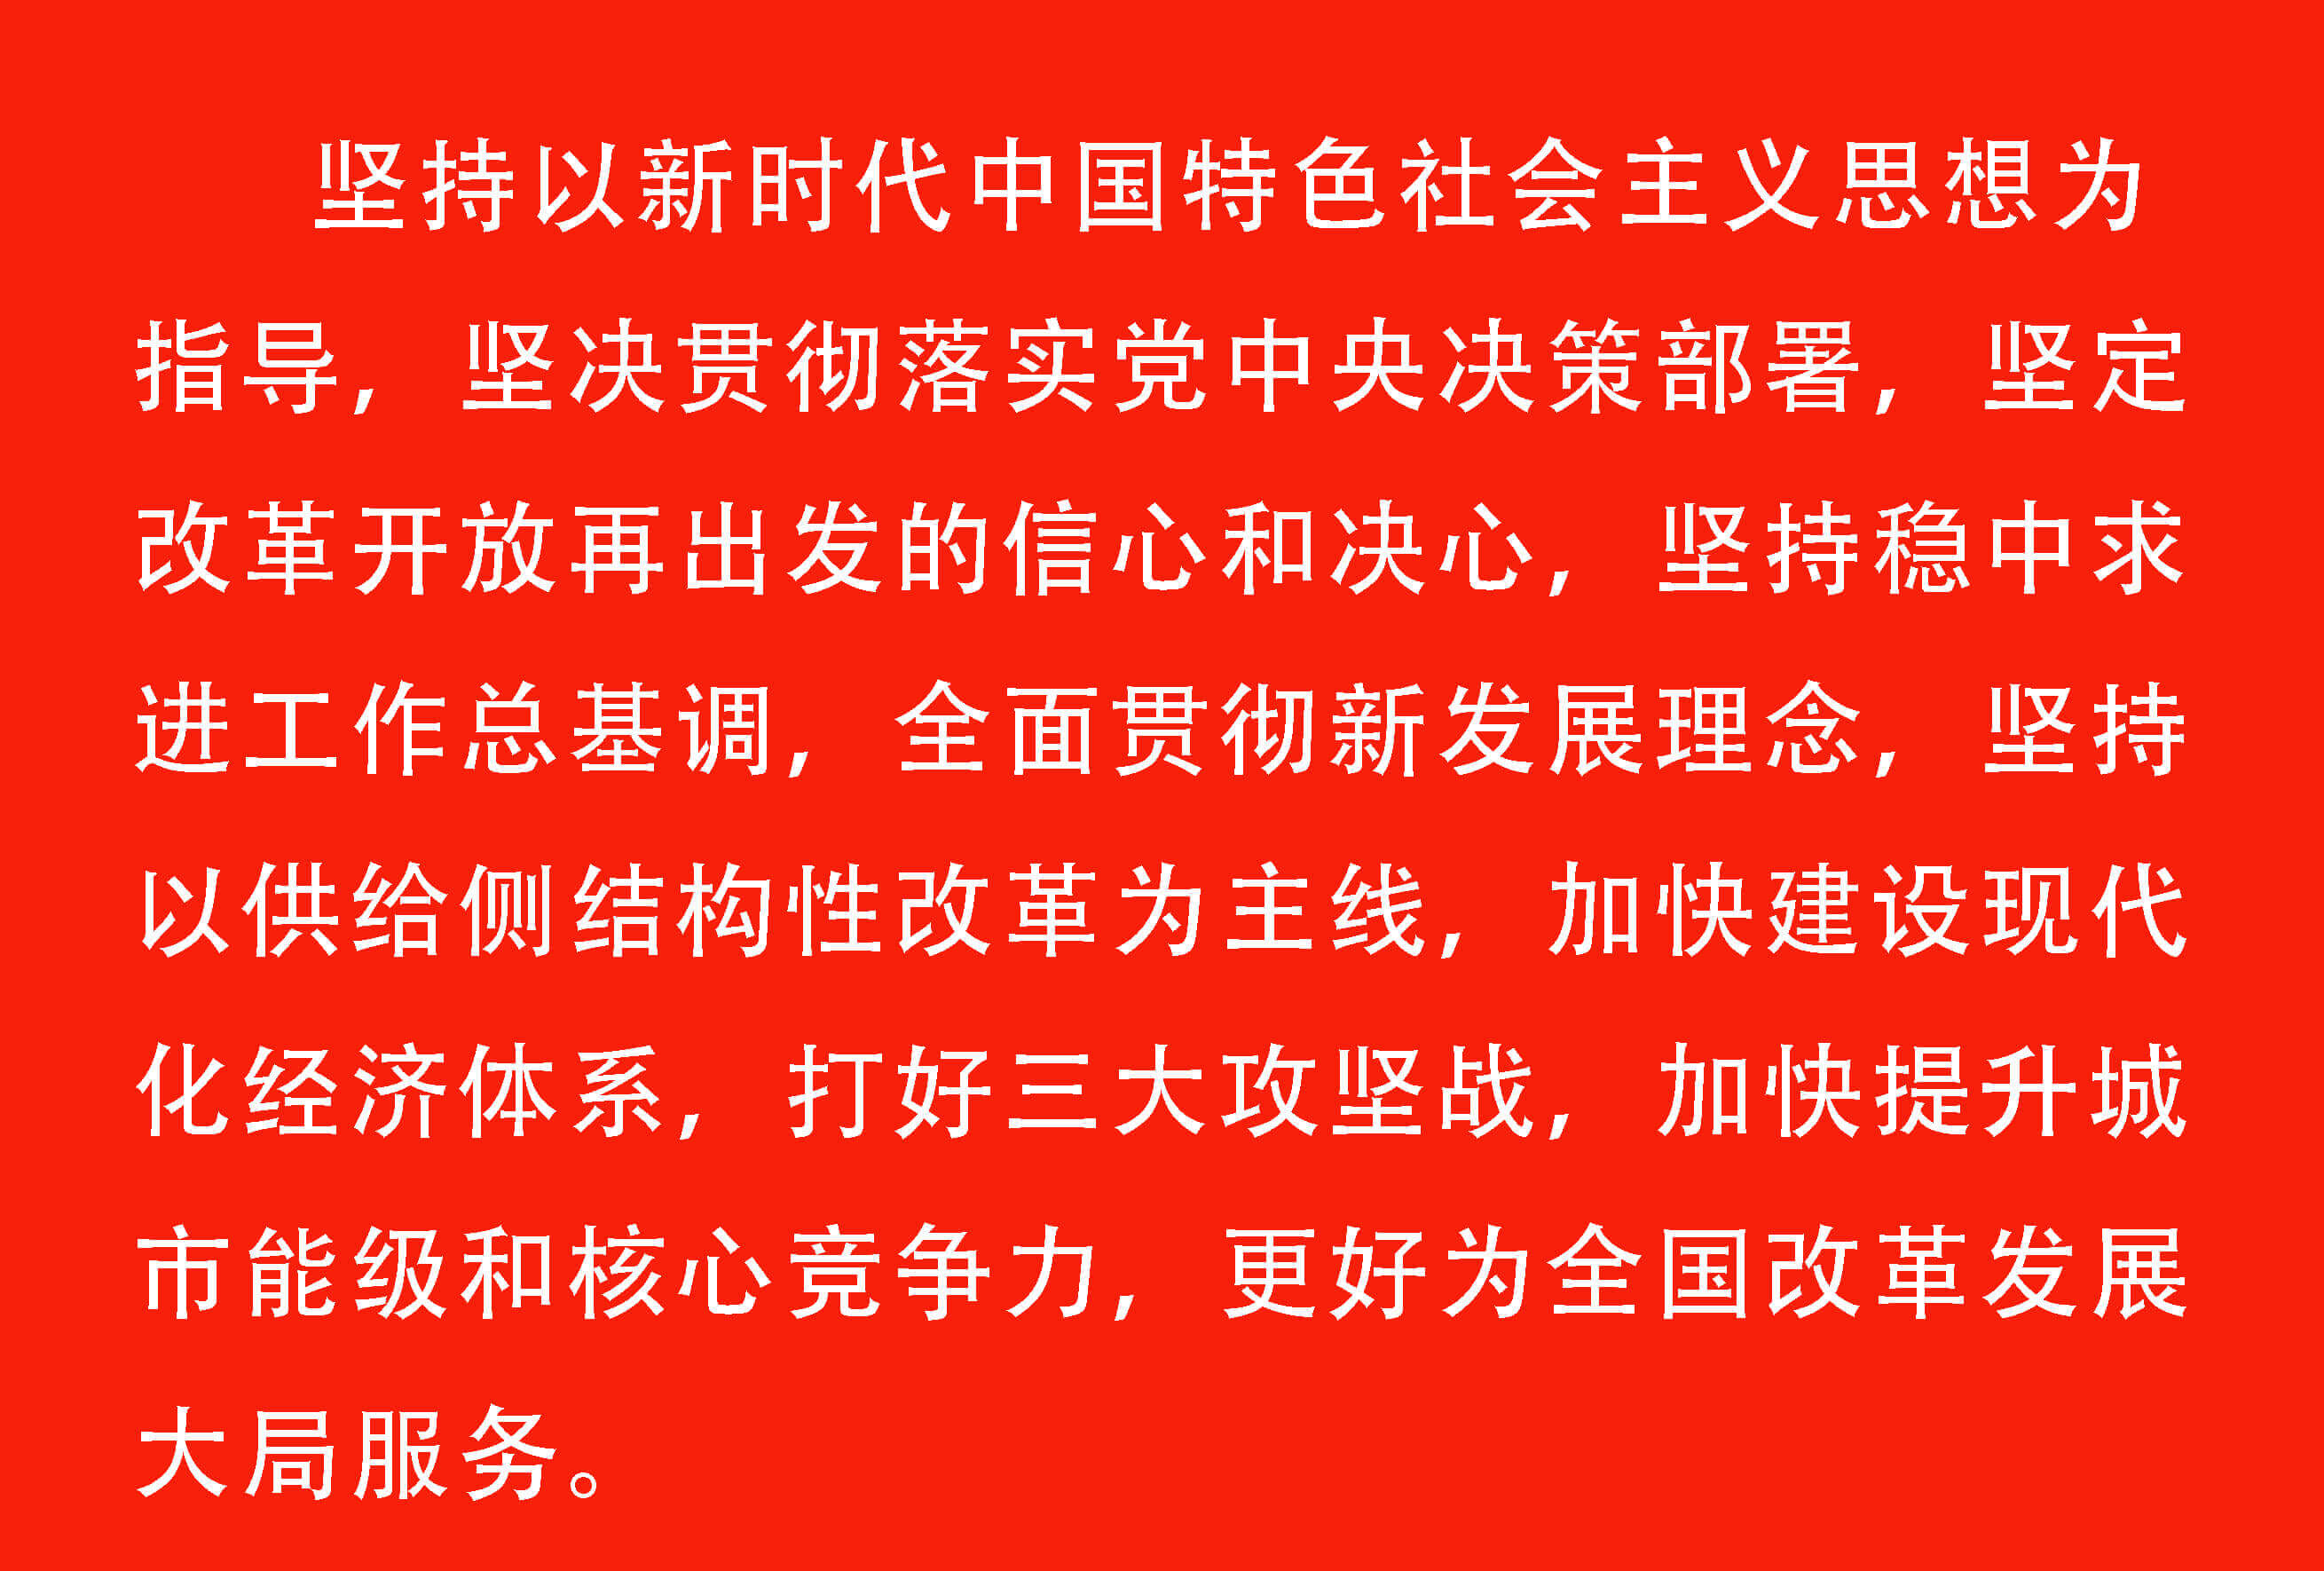 坚持以新时代中国特色社会主义思想为
指导，坚决贯彻落实党中央决策部署，坚定
改革开放再出发的信心和决心，坚持稳中求
进工作总基调，全面贯彻新发展理念，坚持
以供给侧结构性改革为主线，加快建设现代
化经济体系，打好三大攻坚战，加快提升城
市能级和核心竞争力，更好为全国改革发展
大局服务。